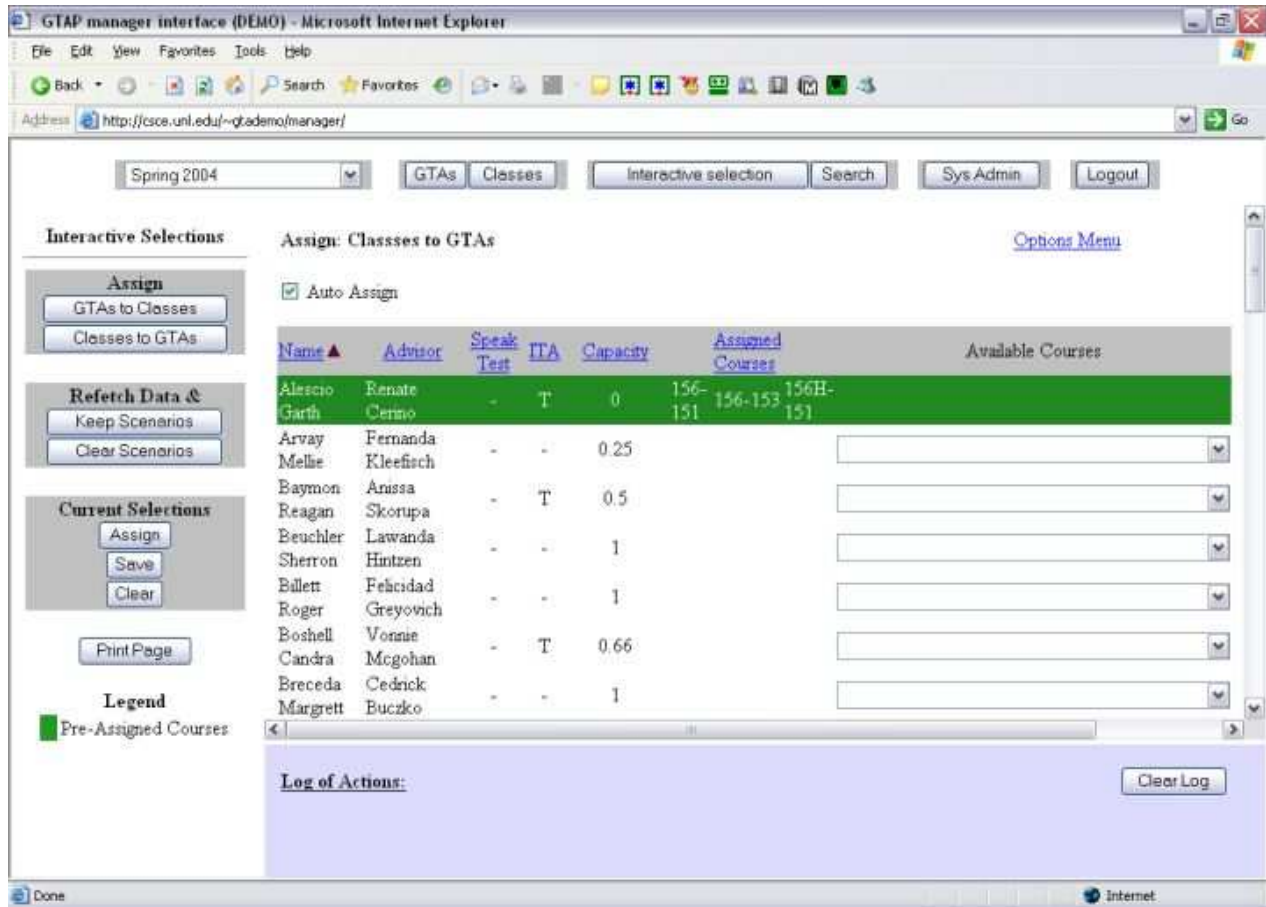 GTAP manager interface (DEMO) - Microsoft Internet Explorer
File Edit View Favorites Tools Help
Back Search Favorites
Address http://csce.unl.edu/~gtademo/manager/ Go
Spring 2004 GTAs Classes Interactive selection Search Sys Admin Logout
Interactive Selections
Assign
GTAs to Classes
Classes to GTAs
Refetch Data &
Keep Scenarios
Clear Scenarios
Current Selections
Assign
Save
Clear
Print Page
Legend
Pre-Assigned Courses
Assign: Classses to GTAs Options Menu
Auto Assign
Name Advisor Speak Test ITA Capacity Assigned Courses Available Courses
Alescio Renate 156- 156H-
Garth Cerino - T 0 151 156-153 151
Arvay Fernanda
Mellie Kleefisch - - 0.25
Baymon Anissa
Reagan Skorupa - T 0.5
Beuchler Lawanda
Sherron Hintzen - - 1
Billett Felicidad
Roger Greyovich - - 1
Boshell Vonnie
Candra Mcgohan - T 0.66
Breceda Cedrick
Margrett Buczko - - 1
Log of Actions: Clear Log
Done Internet